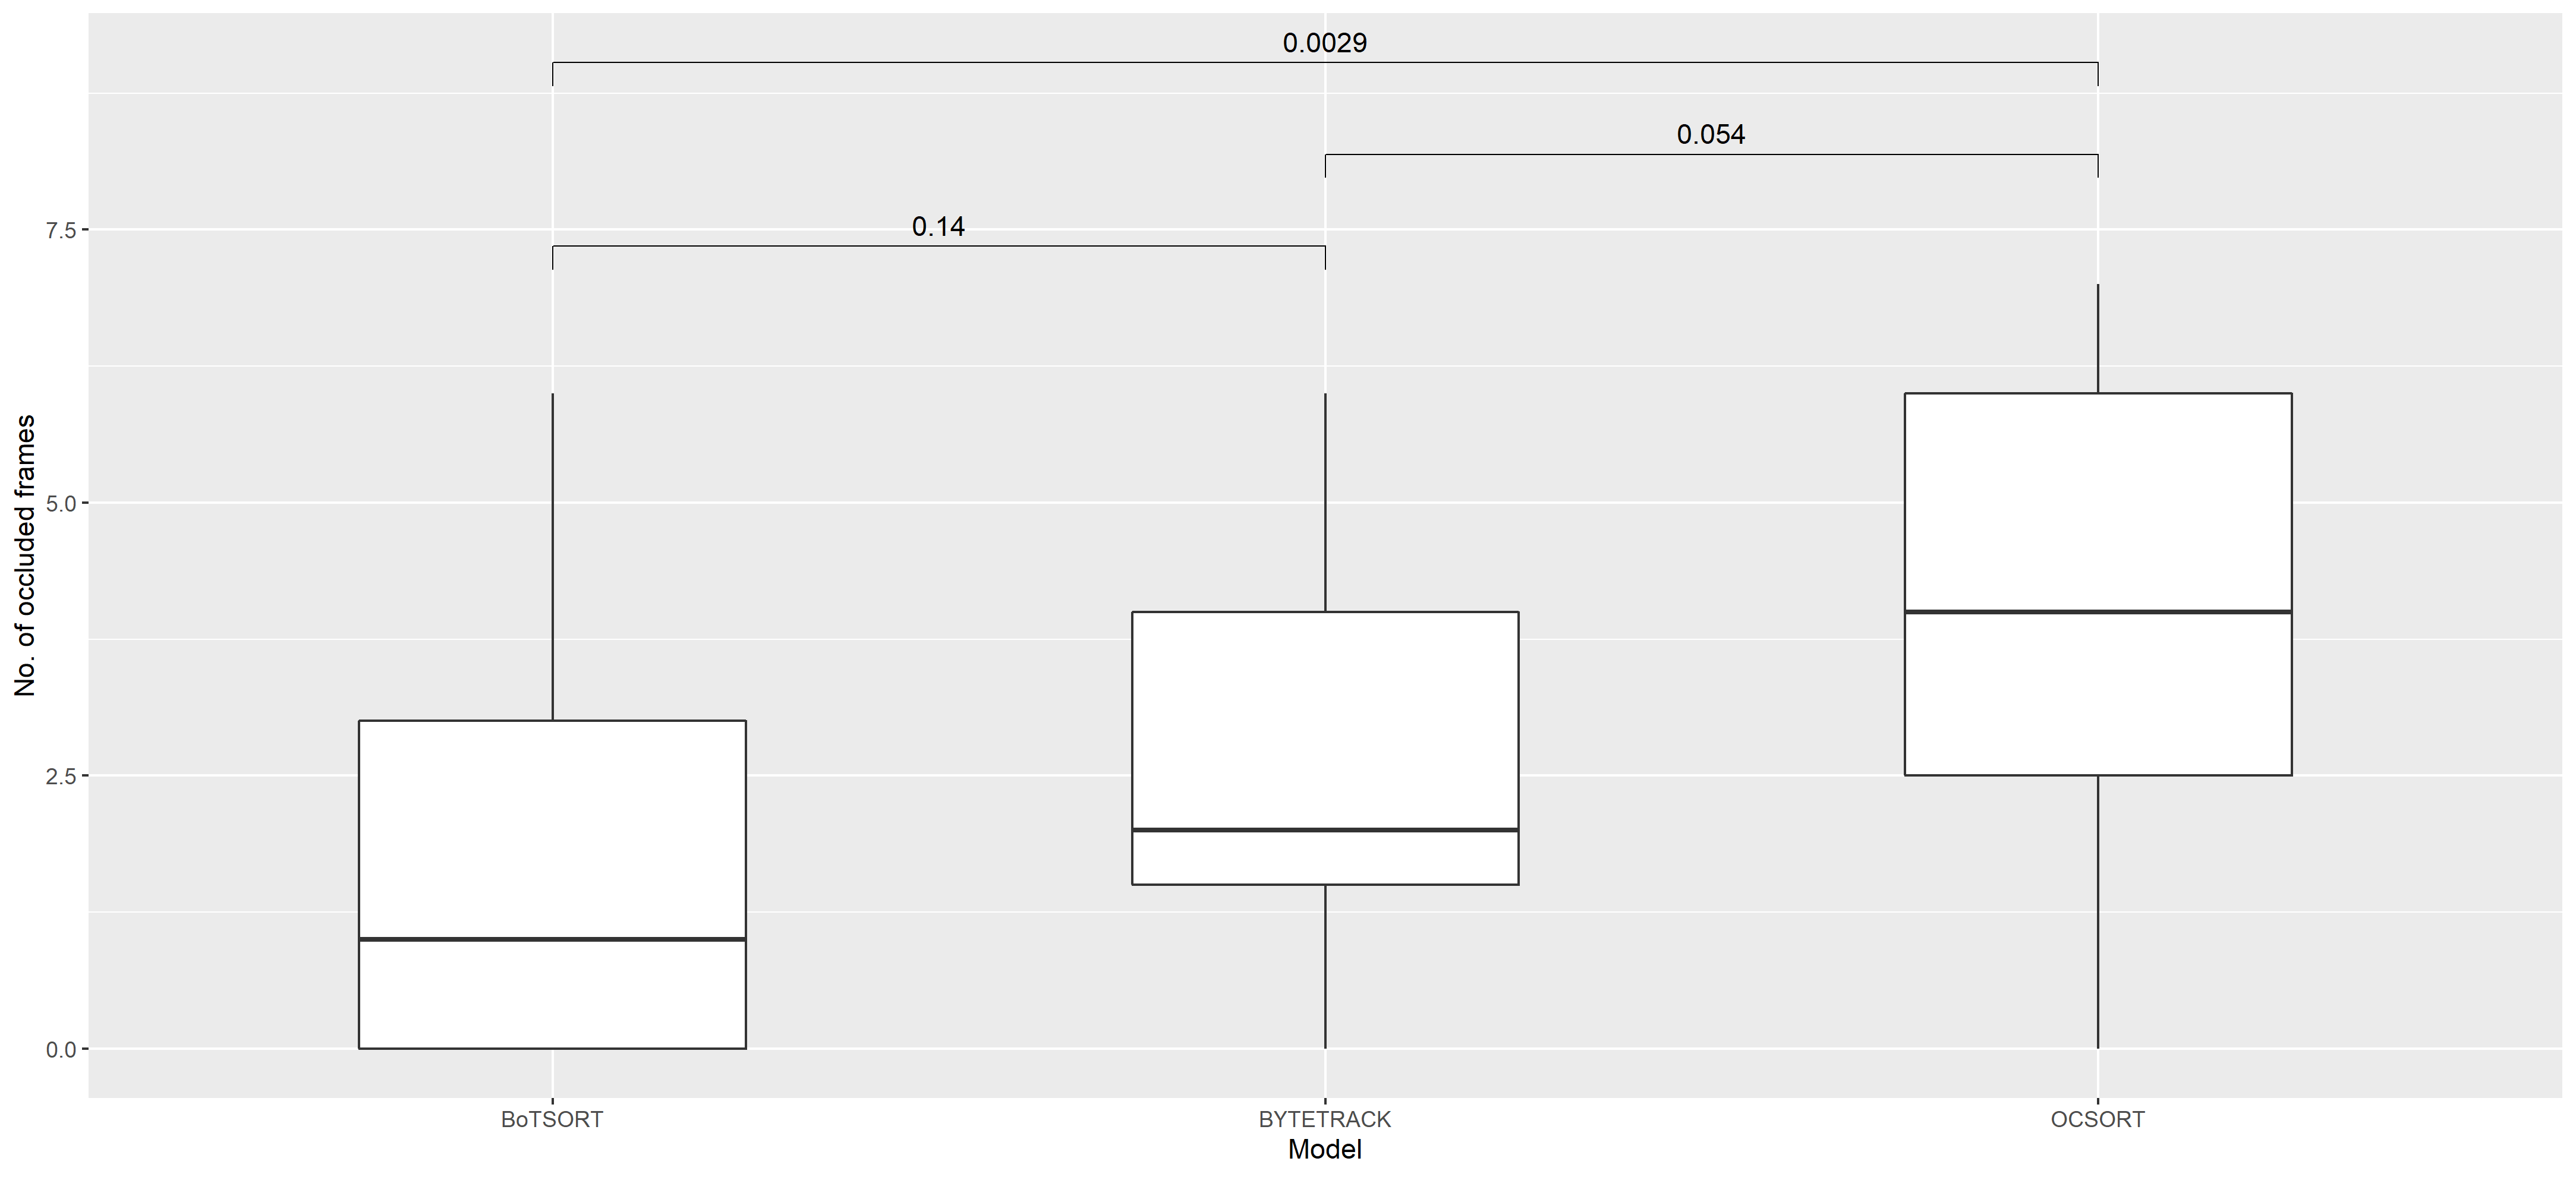 0.0029
0.054
0.14
7.5
5.0
2.5
0.0
No. of occluded frames
BoTSORT
BYTETRACK
OCSORT
Model